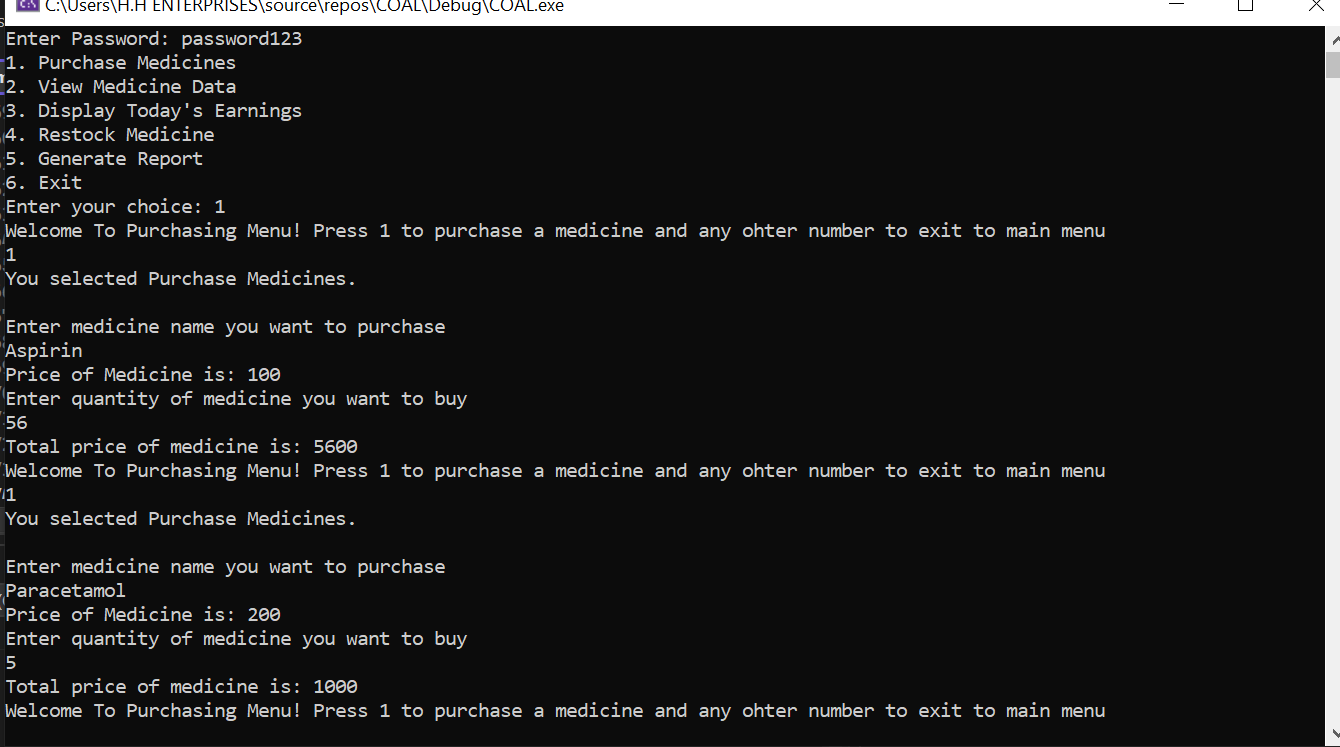 C:\Users\H.H ENTERPRISES\source\repos\COAL\Debug\COAL.exe
Enter Password: password123
1. Purchase Medicines
2. View Medicine Data
3. Display Today's Earnings
4. Restock Medicine
5. Generate Report
6. Exit
Enter your choice: 1
Welcome To Purchasing Menu! Press 1 to purchase a medicine and any ohter number to exit to main menu
1
You selected Purchase Medicines.
Enter medicine name you want to purchase
Aspirin
Price of Medicine is: 100
Enter quantity of medicine you want to buy
56
Total price of medicine is: 5600
Welcome To Purchasing Menu! Press 1 to purchase a medicine and any ohter number to exit to main menu
1
You selected Purchase Medicines.
Enter medicine name you want to purchase
Paracetamol
Price of Medicine is: 200
Enter quantity of medicine you want to buy
5
Total price of medicine is: 1000
Welcome To Purchasing Menu! Press 1 to purchase a medicine and any ohter number to exit to main menu